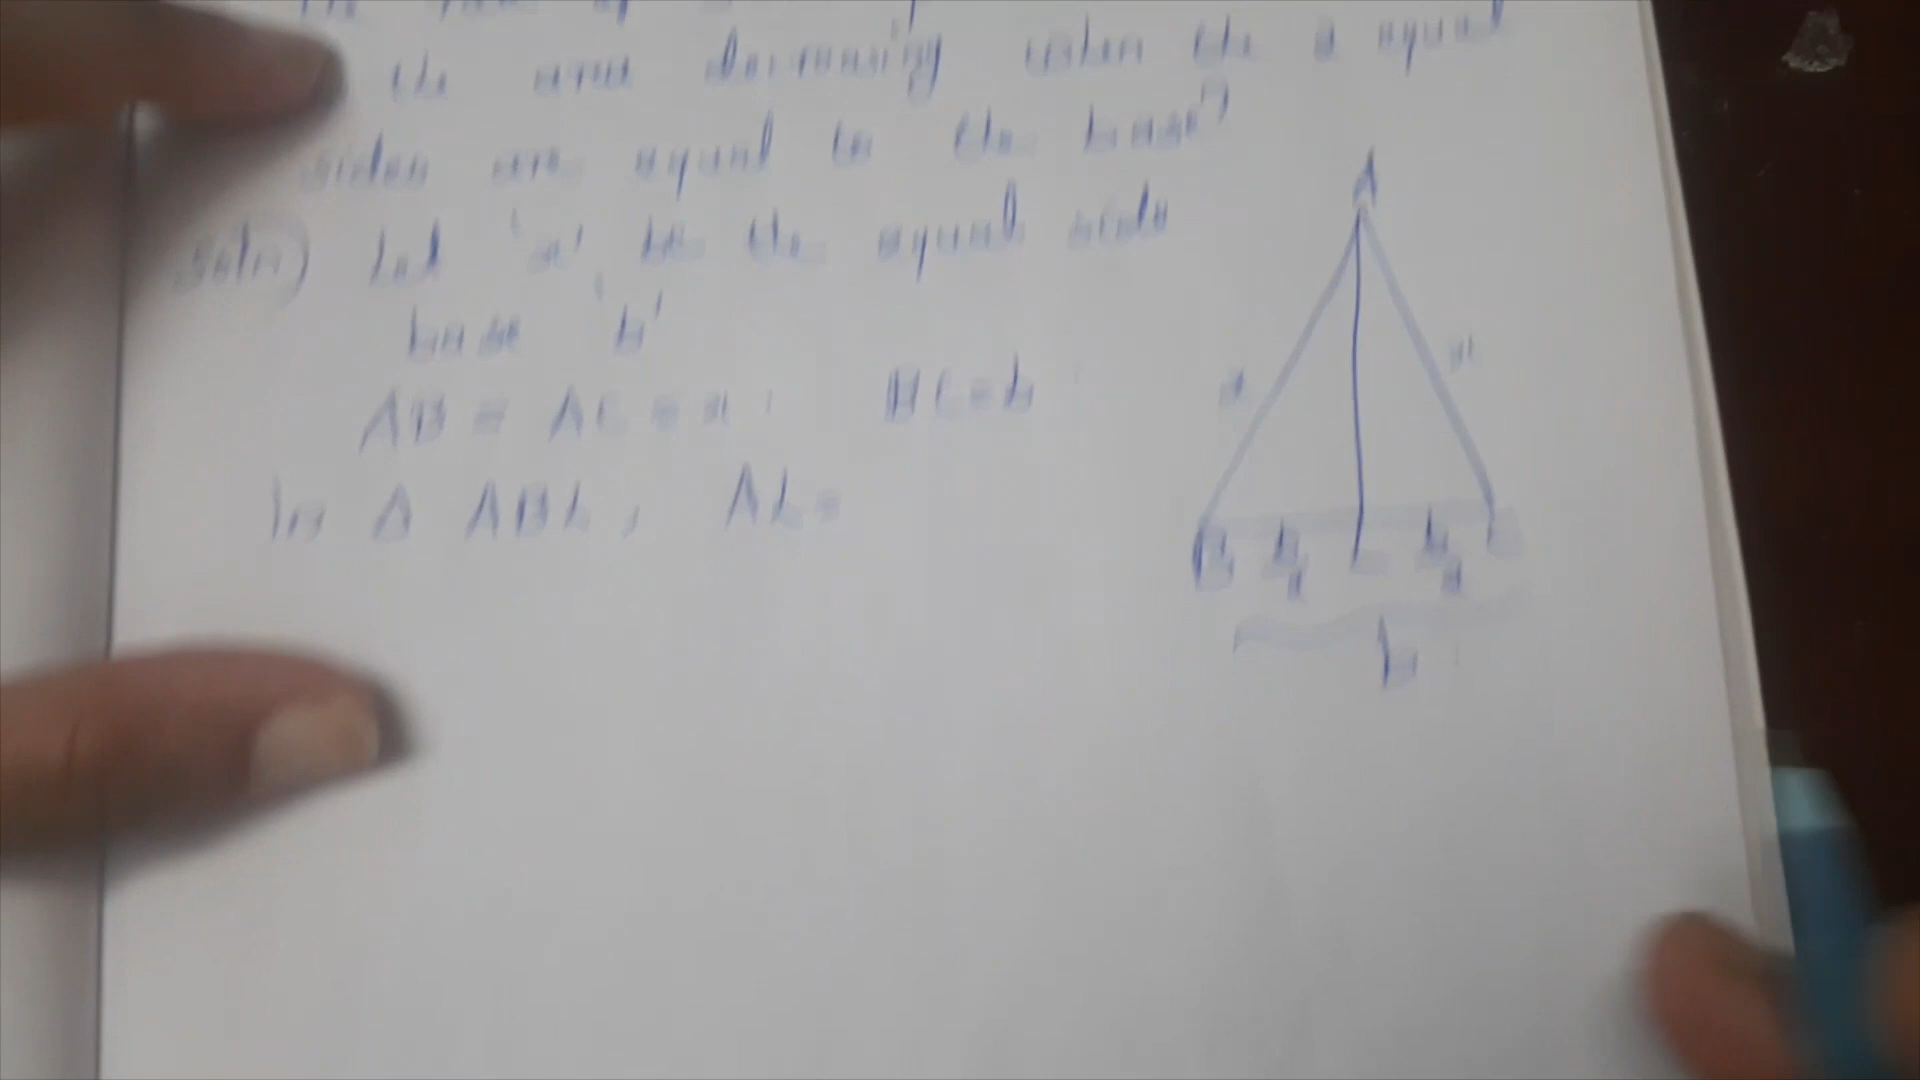 the area decreasing when the 2 equal
sides are equal to the base?
Soln) Let 'a' be the equal side
base 'b'
AB = AC = a, BC = b
In Δ ABL, AL =
A
a
a
B b/2 L b/2 C
b